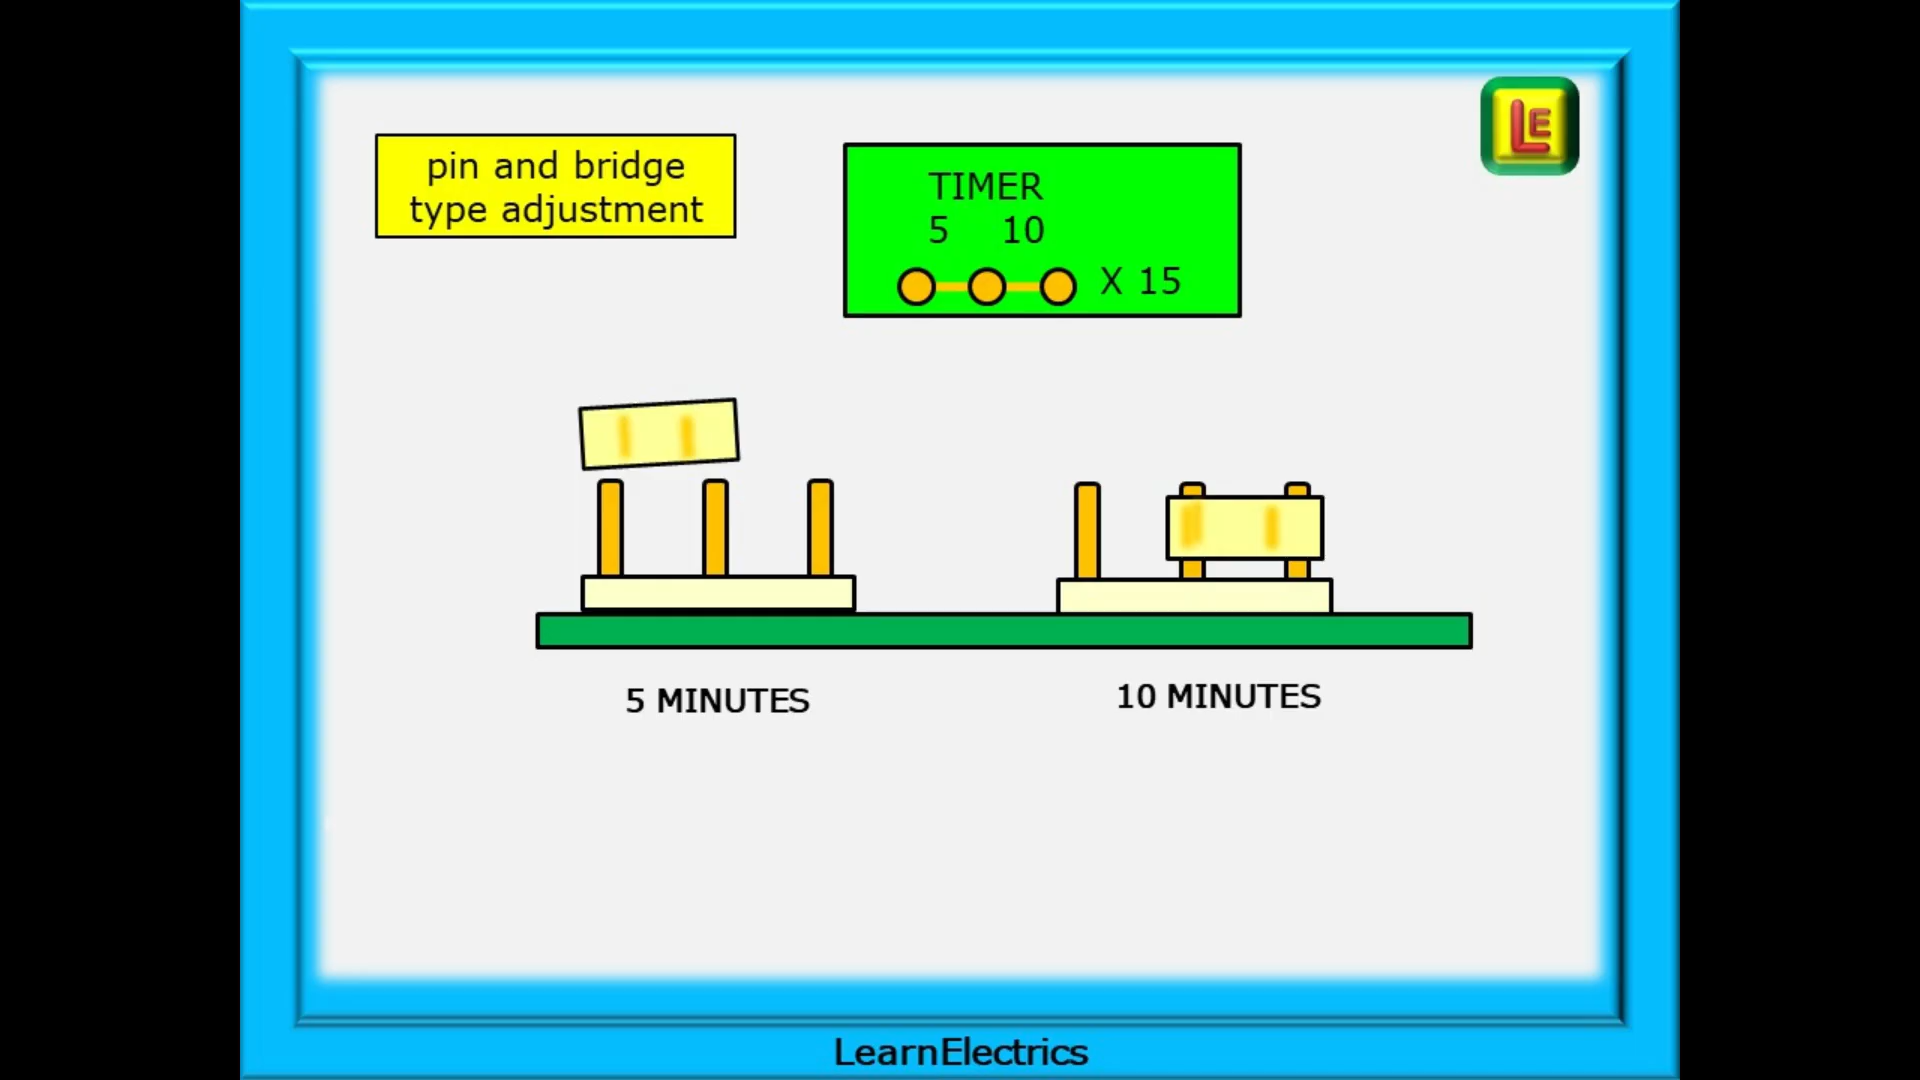 pin and bridge
type adjustment
TIMER
5 10
X 15
LE
5 MINUTES
10 MINUTES
LearnElectrics